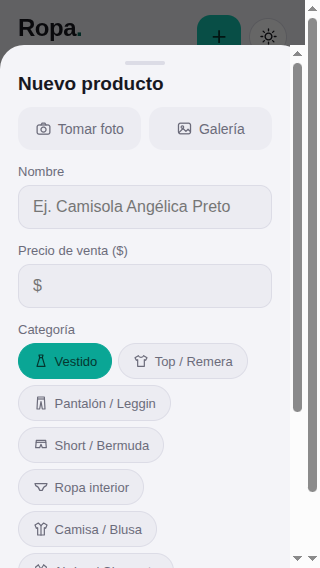 Ropa.
Nuevo producto
Tomar foto
Galería
Nombre
Ej. Camisola Angélica Preto
Precio de venta ($)
$
Categoría
Vestido
Top / Remera
Pantalón / Leggin
Short / Bermuda
Ropa interior
Camisa / Blusa